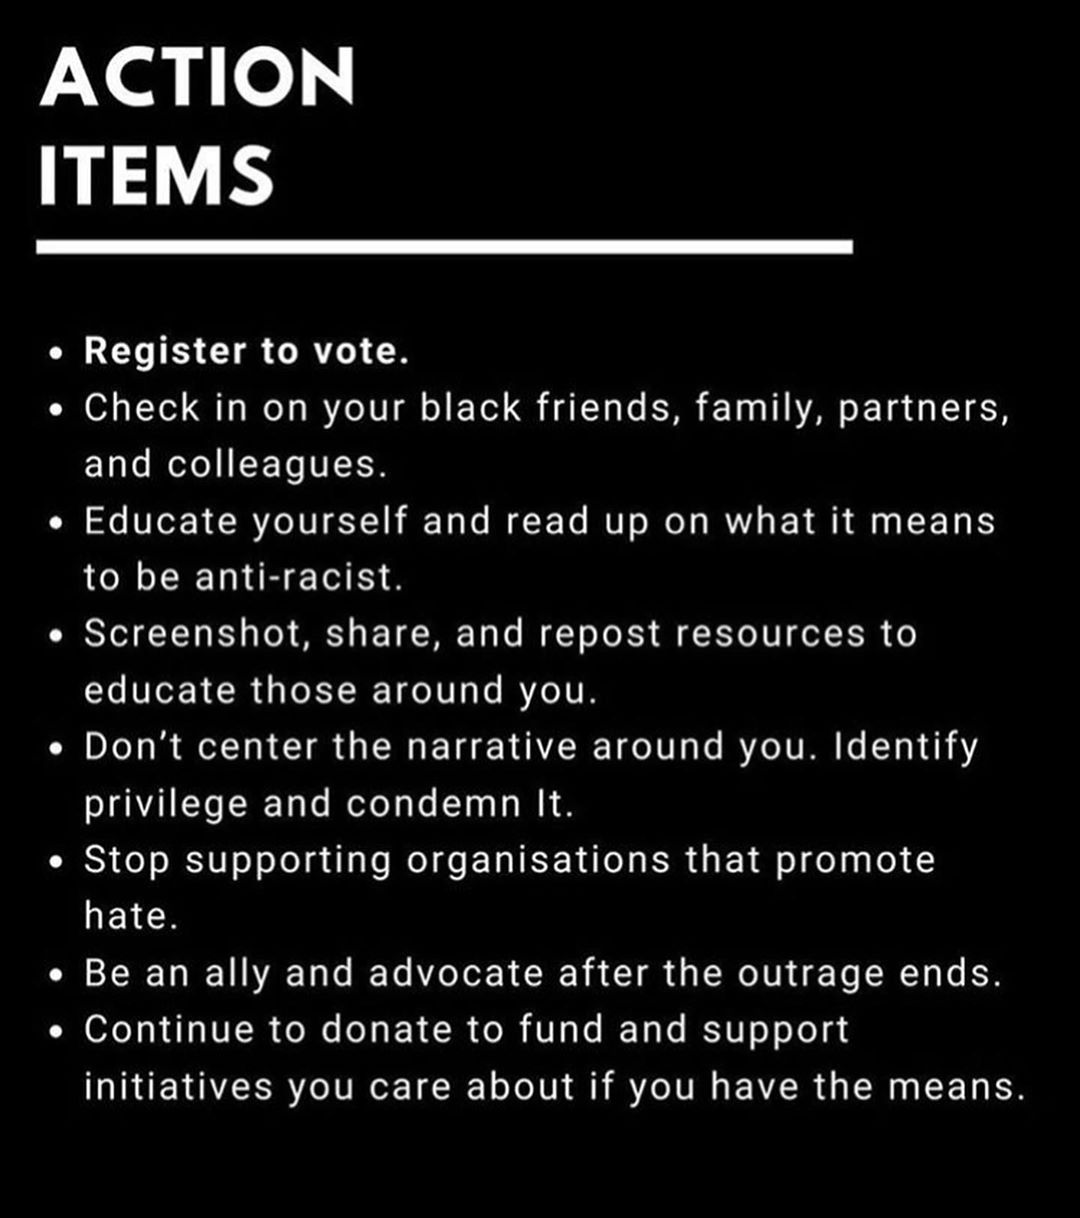 ACTION
ITEMS
• Register to vote.
• Check in on your black friends, family, partners,
and colleagues.
• Educate yourself and read up on what it means
to be anti-racist.
• Screenshot, share, and repost resources to
educate those around you.
• Don't center the narrative around you. Identify
privilege and condemn It.
• Stop supporting organisations that promote
hate.
• Be an ally and advocate after the outrage ends.
• Continue to donate to fund and support
initiatives you care about if you have the means.